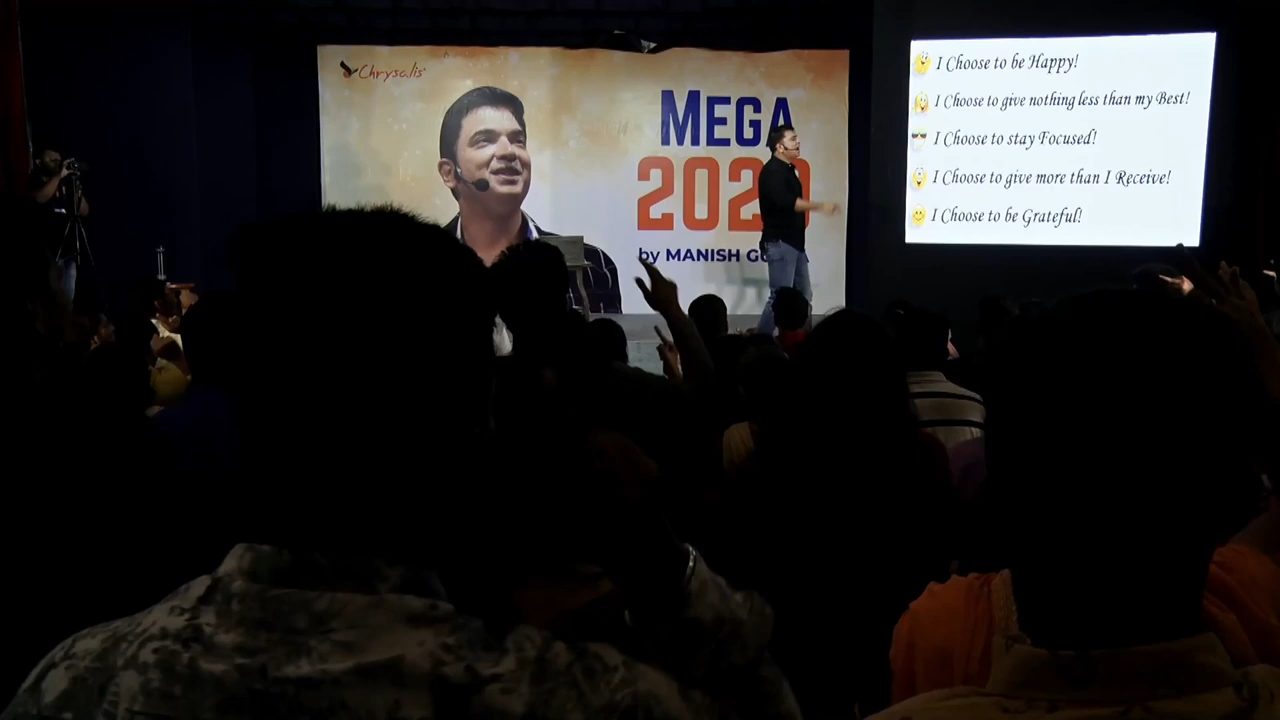 Chrysalis
MEGA
202
by MANISH
I Choose to be Happy!
I Choose to give nothing less than my Best!
I Choose to stay Focused!
I Choose to give more than I Receive!
I Choose to be Grateful!